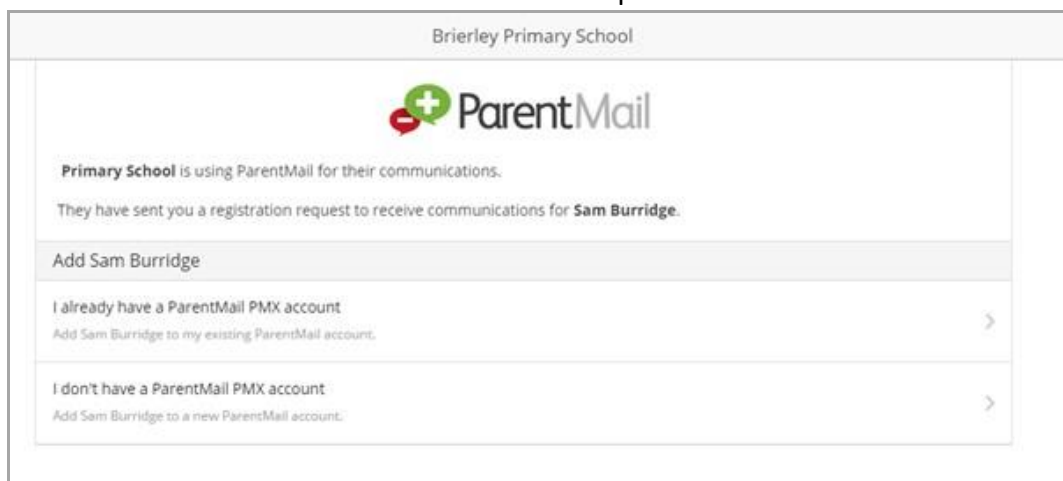 Brierley Primary School
ParentMail
Primary School is using ParentMail for their communications.
They have sent you a registration request to receive communications for Sam Burridge.
Add Sam Burridge
I already have a ParentMail PMX account
Add Sam Burridge to my existing ParentMail account.
I don't have a ParentMail PMX account
Add Sam Burridge to a new ParentMail account.